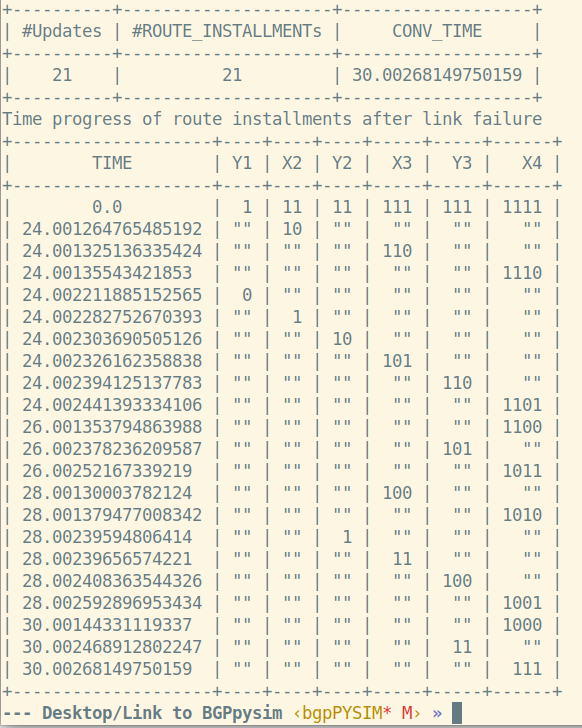 +----------+---------------------+-------------------+
| #Updates | #ROUTE_INSTALLMENTs |     CONV_TIME     |
+----------+---------------------+-------------------+
|    21    |          21         | 30.00268149750159 |
+----------+---------------------+-------------------+
Time progress of route installments after link failure
+--------------------+----+----+----+-----+-----+------+
|        TIME        | Y1 | X2 | Y2 |  X3 |  Y3 |   X4 |
+--------------------+----+----+----+-----+-----+------+
|        0.0         |  1 | 11 | 11 | 111 | 111 | 1111 |
| 24.001264765485192 | "" | 10 | "" |  "" |  "" |   "" |
| 24.001325136335424 | "" | "" | "" | 110 |  "" |   "" |
| 24.00135543421853  | "" | "" | "" |  "" |  "" | 1110 |
| 24.002211885152565 |  0 | "" | "" |  "" |  "" |   "" |
| 24.002282752670393 | "" |  1 | "" |  "" |  "" |   "" |
| 24.002303690505126 | "" | "" | 10 |  "" |  "" |   "" |
| 24.002326162358838 | "" | "" | "" | 101 |  "" |   "" |
| 24.002394125137783 | "" | "" | "" |  "" | 110 |   "" |
| 24.002441393334106 | "" | "" | "" |  "" |  "" | 1101 |
| 26.001353794863988 | "" | "" | "" |  "" |  "" | 1100 |
| 26.002378236209587 | "" | "" | "" |  "" | 101 |   "" |
| 26.00252167339219  | "" | "" | "" |  "" |  "" | 1011 |
| 28.00130003782124  | "" | "" | "" | 100 |  "" |   "" |
| 28.001379477008342 | "" | "" | "" |  "" |  "" | 1010 |
| 28.00239594806414  | "" | "" |  1 |  "" |  "" |   "" |
| 28.00239656574221  | "" | "" | "" |  11 |  "" |   "" |
| 28.002408363544326 | "" | "" | "" |  "" | 100 |   "" |
| 28.002592896953434 | "" | "" | "" |  "" |  "" | 1001 |
| 30.00144331119337  | "" | "" | "" |  "" |  "" | 1000 |
| 30.002468912802247 | "" | "" | "" |  "" |  11 |   "" |
| 30.00268149750159  | "" | "" | "" |  "" |  "" |  111 |
+--------------------+----+----+----+-----+-----+------+
--- Desktop/Link to BGPpysim ‹bgpPYSIM* M› »